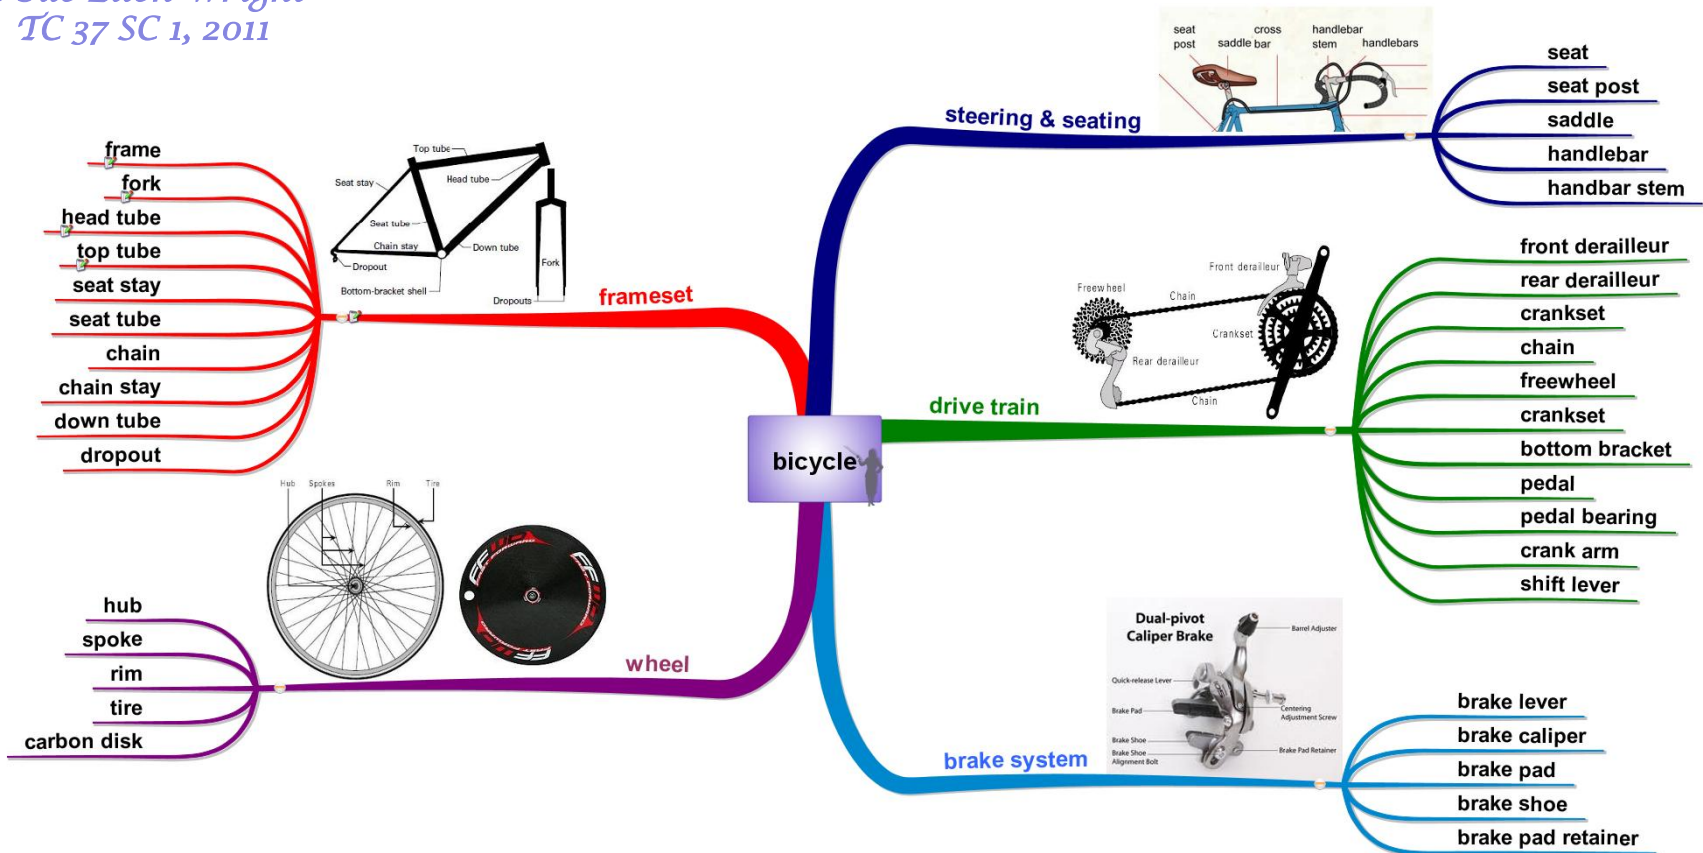 Sue Ellen Wright
TC 37 SC 1, 2011
bicycle
steering & seating
seat post
saddle
cross bar
handlebar stem
handlebars
seat
seat post
saddle
handlebar
handbar stem
drive train
Front derailleur
Freewheel
Chain
Crankset
Rear derailleur
Chain
front derailleur
rear derailleur
crankset
chain
freewheel
crankset
bottom bracket
pedal
pedal bearing
crank arm
shift lever
brake system
Dual-pivot
Caliper Brake
Barrel Adjuster
Quick-release Lever
Brake Pad
Centering
Adjustment Screw
Brake Shoe
Brake Shoe
Alignment Bolt
Brake Pad Retainer
brake lever
brake caliper
brake pad
brake shoe
brake pad retainer
frameset
Top tube
Head tube
Seat stay
Seat tube
Chain stay
Down tube
Dropout
Fork
Bottom-bracket shell
Dropouts
frame
fork
head tube
top tube
seat stay
seat tube
chain
chain stay
down tube
dropout
wheel
Hub
Spokes
Rim
Tire
hub
spoke
rim
tire
carbon disk